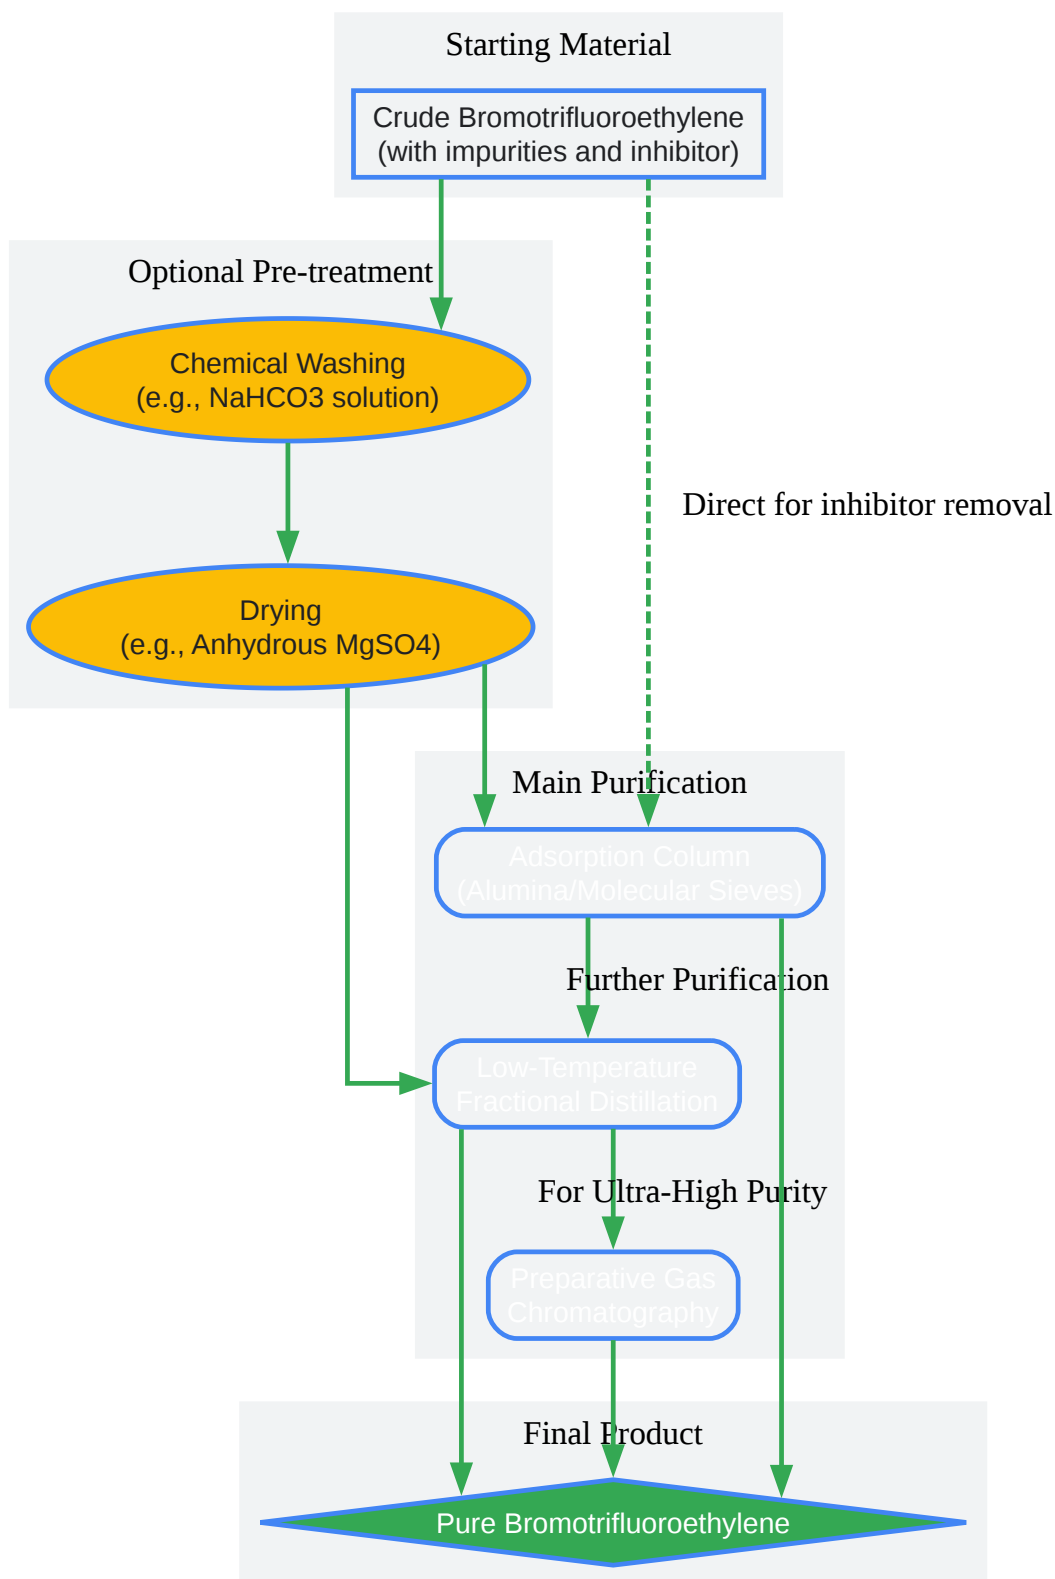 Starting Material
Crude Bromotrifluoroethylene
(with impurities and inhibitor)
Optional Pre-treatment
Chemical Washing
(e.g., NaHCO3 solution)
Direct for inhibitor removal
Drying
(e.g., Anhydrous MgSO4)
Main Purification
Adsorption Column
(Alumina/Molecular Sieves)
Further Purification
Low-Temperature
Fractional Distillation
For Ultra-High Purity
Preparative Gas
Chromatography
Final Product
Pure Bromotrifluoroethylene